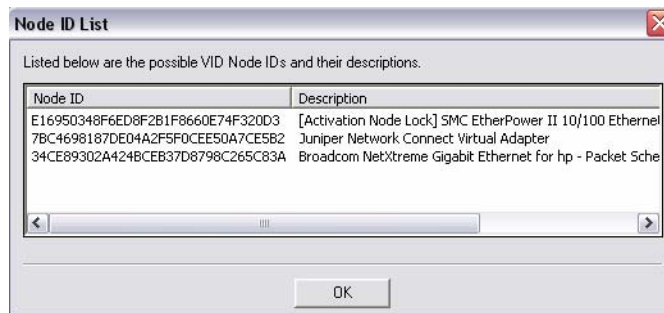 Node ID List
Listed below are the possible VID Node IDs and their descriptions.
Node ID Description
E16950348F6ED8F2B1F8660E74F320D3 [Activation Node Lock] SMC EtherPower II 10/100 Ethernet
7BC4698187DE04A2F5F0CEE50A7CE5B2 Juniper Network Connect Virtual Adapter
34CE89302A424BCEB37D8798C265C83A Broadcom NetXtreme Gigabit Ethernet for hp - Packet Sche
OK